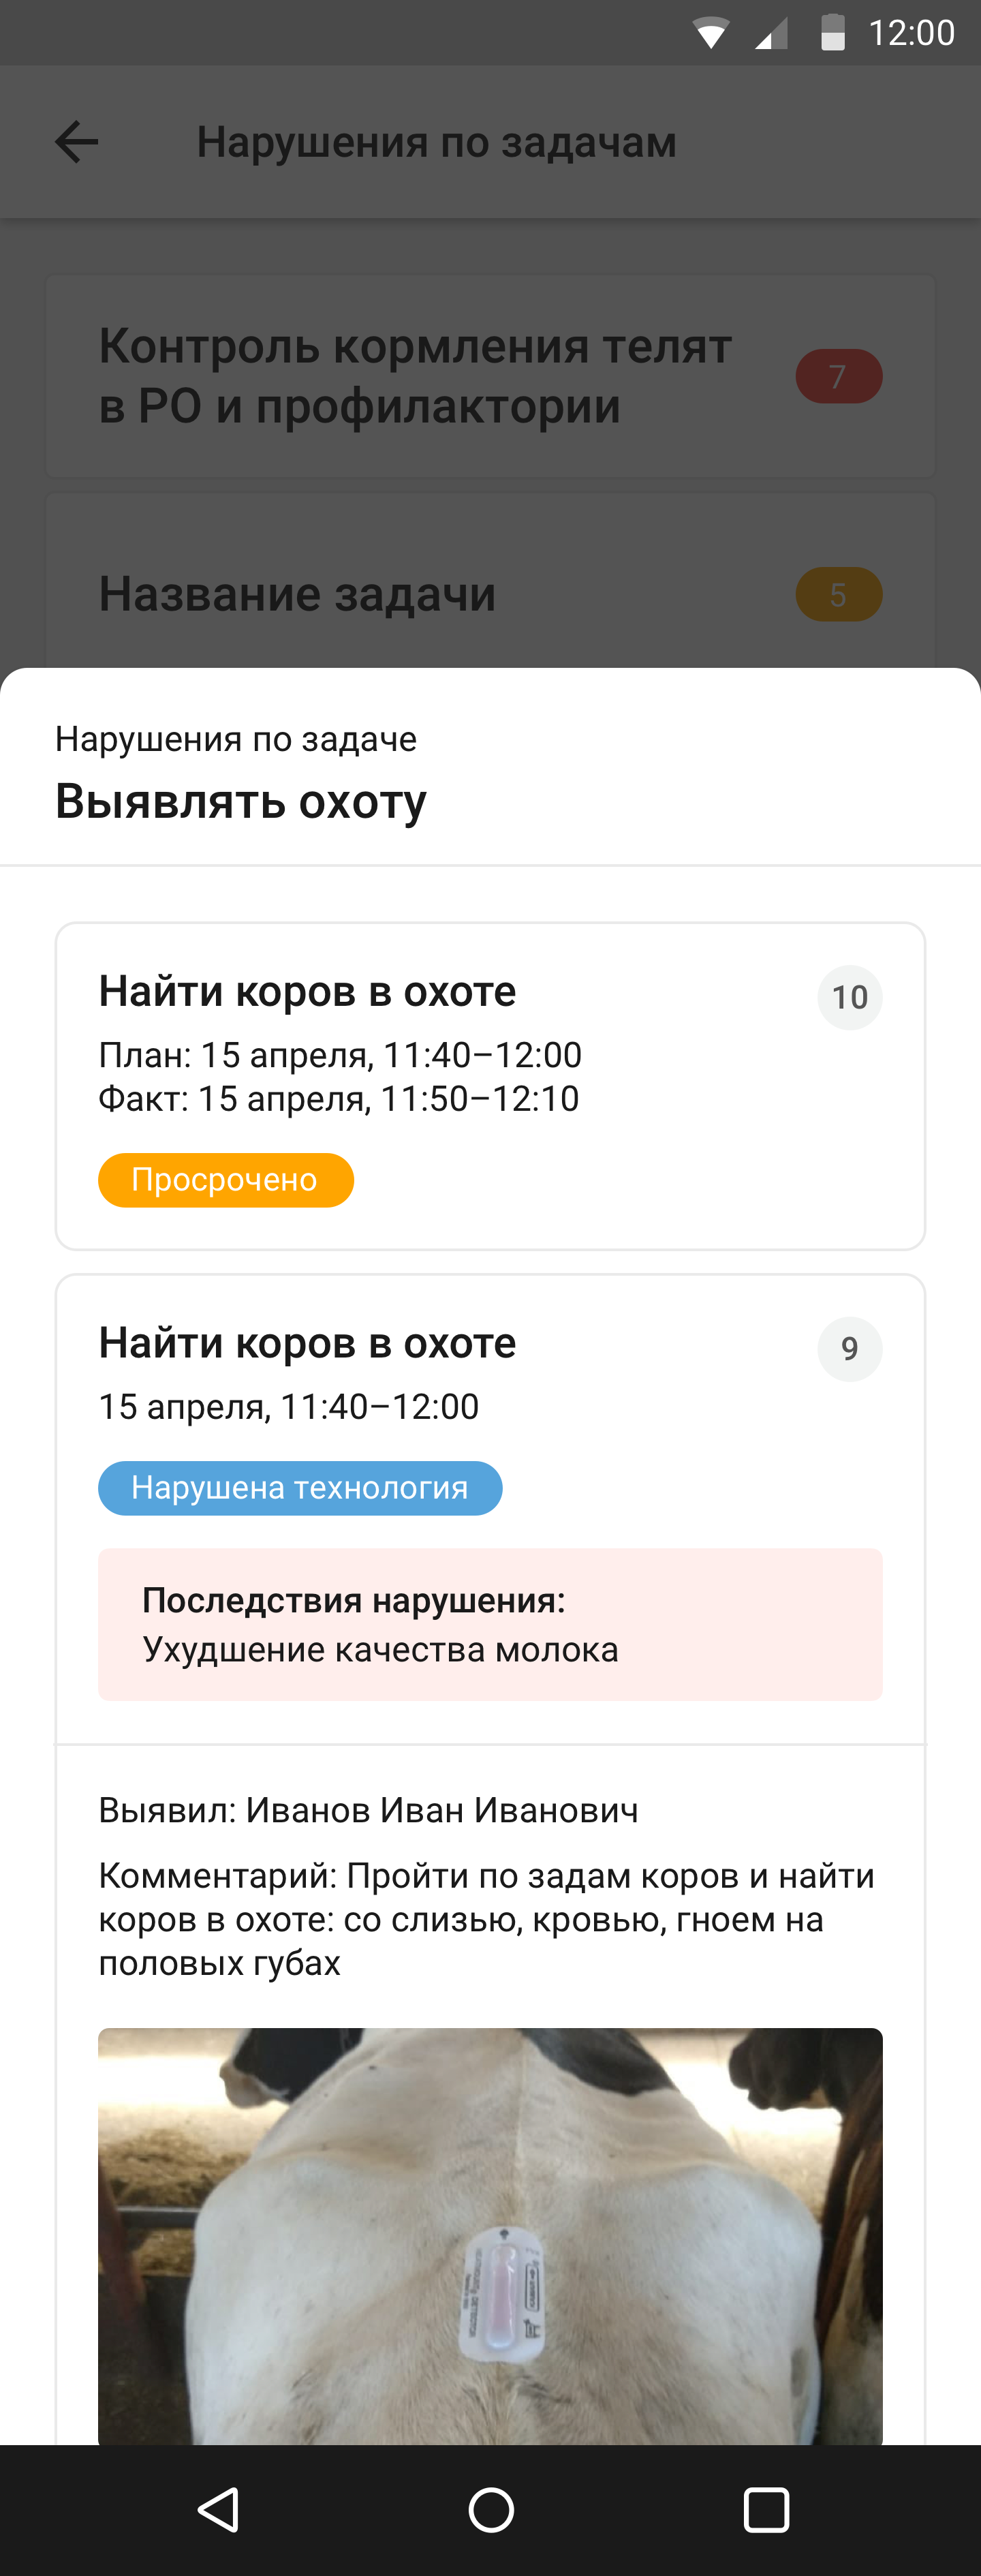 12:00
Нарушения по задачам
Контроль кормления телят
в РО и профилактории
7
Название задачи
5
Нарушения по задаче
Выявлять охоту
Найти коров в охоте
10
План: 15 апреля, 11:40–12:00
Факт: 15 апреля, 11:50–12:10
Просрочено
Найти коров в охоте
9
15 апреля, 11:40–12:00
Нарушена технология
Последствия нарушения:
Ухудшение качества молока
Выявил: Иванов Иван Иванович
Комментарий: Пройти по задам коров и найти
коров в охоте: со слизью, кровью, гноем на
половых губах